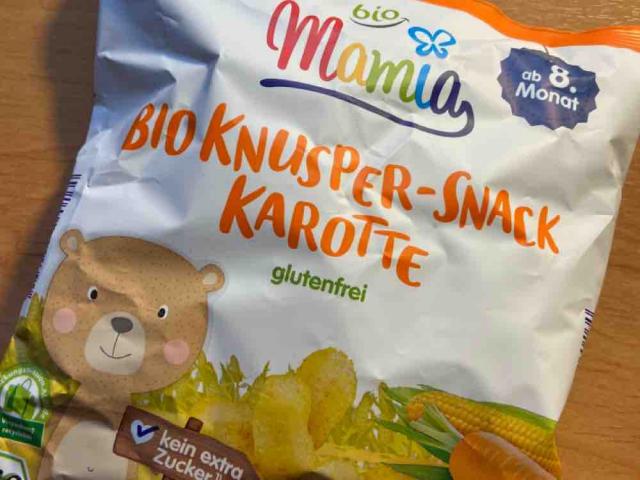 bio
Mamia
ab 8.
Monat
BIO KNUSPER-SNACK
KAROTTE
glutenfrei
kein extra
Zucker